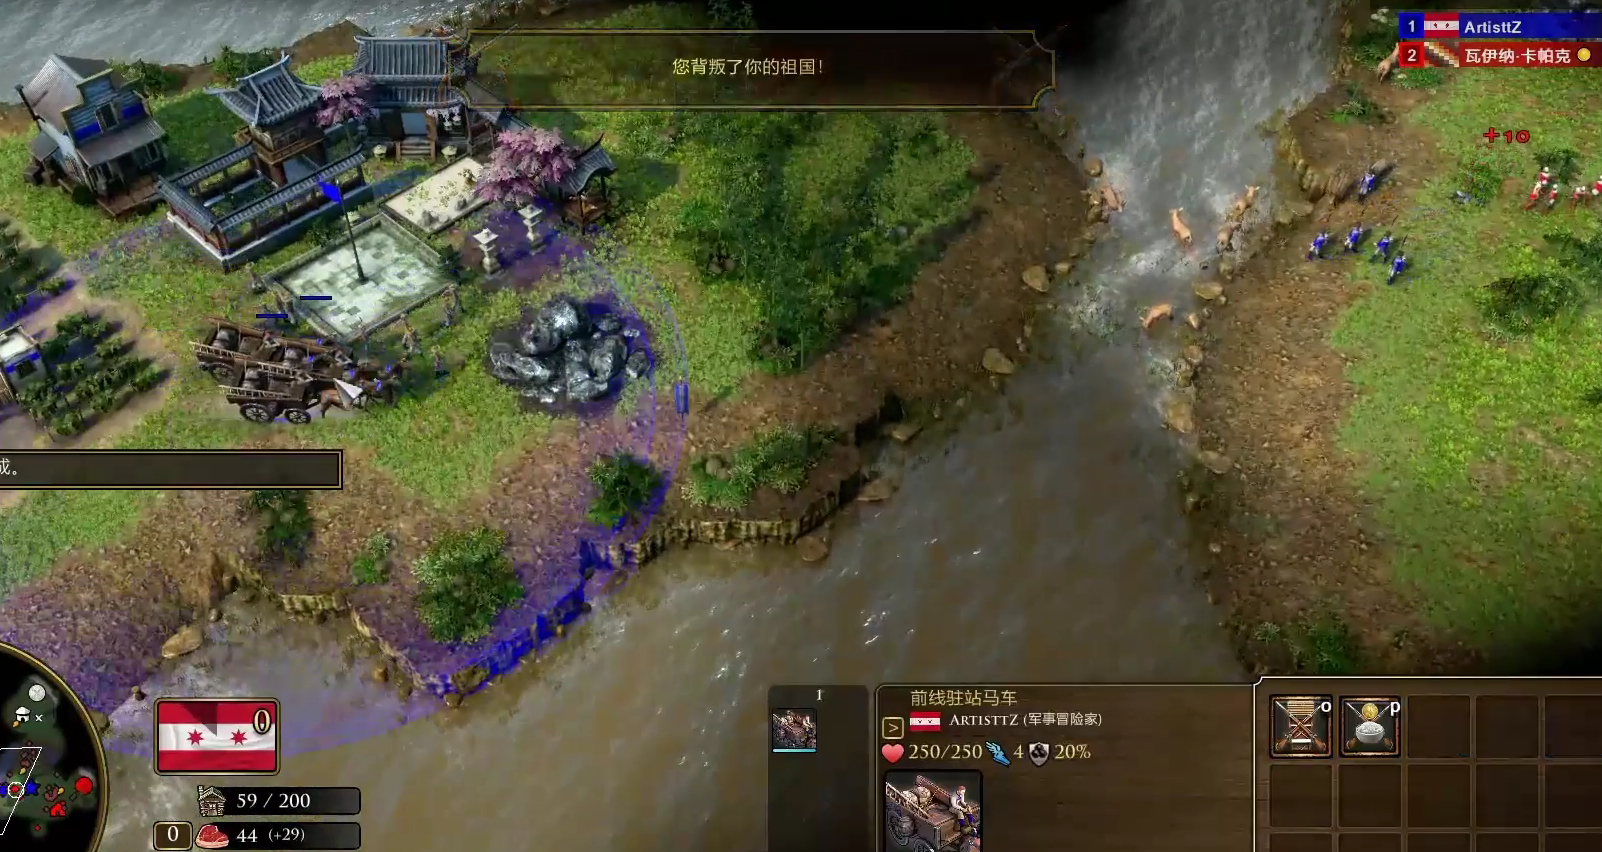 您背叛了你的祖国！
1 ArtisttZ
2 瓦伊纳·卡帕克
+10
成。
0
59 / 200
0 44 (+29)
1
前线驻站马车
> ARTISTTZ (军事冒险家)
250/250 4 20%
o p